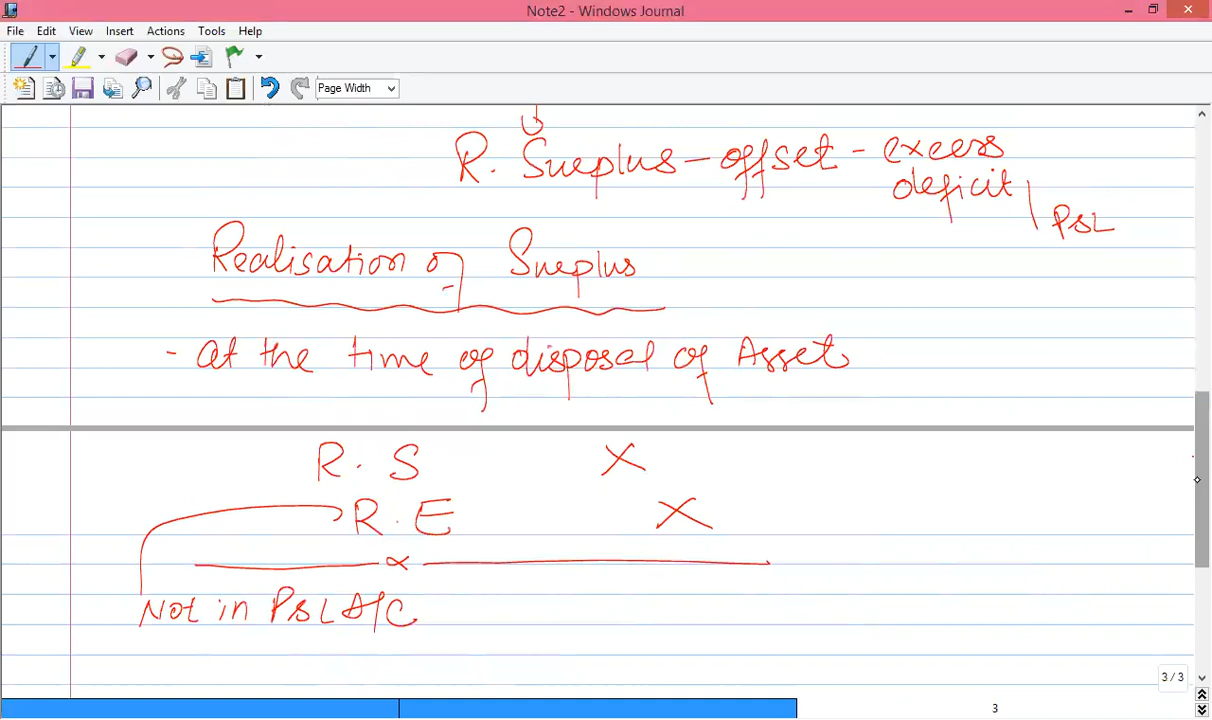 Note2 - Windows Journal
File Edit View Insert Actions Tools Help
Page Width
R. Surplus - offset - excess
deficit
P&L
Realisation of Surplus
- at the time of disposal of Asset
R. S X
R. E X
Not in P&L A/C
3 / 3
3